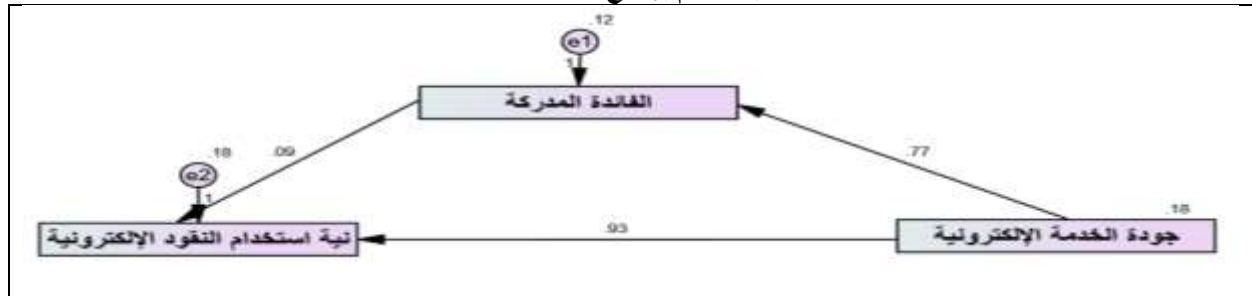 .12
e1
1
الفائدة المدركة
.18
.09
.77
e2
1
.18
.93
نية استخدام النقود الإلكترونية
جودة الخدمة الإلكترونية